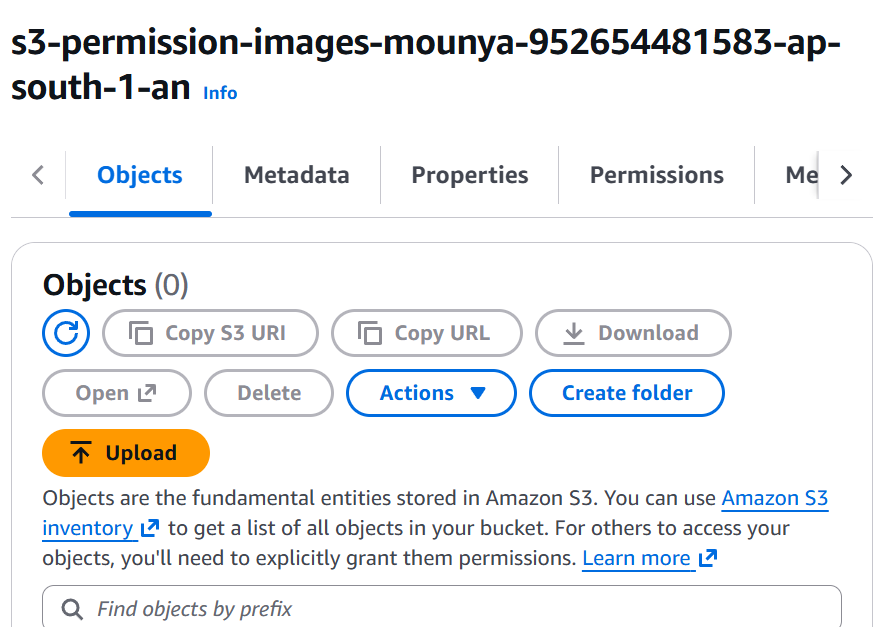 s3-permission-images-mounya-952654481583-ap-
south-1-an Info
Objects Metadata Properties Permissions Me
Objects (0)
Copy S3 URI Copy URL Download
Open Delete Actions Create folder
Upload
Objects are the fundamental entities stored in Amazon S3. You can use Amazon S3
inventory to get a list of all objects in your bucket. For others to access your
objects, you'll need to explicitly grant them permissions. Learn more
Find objects by prefix